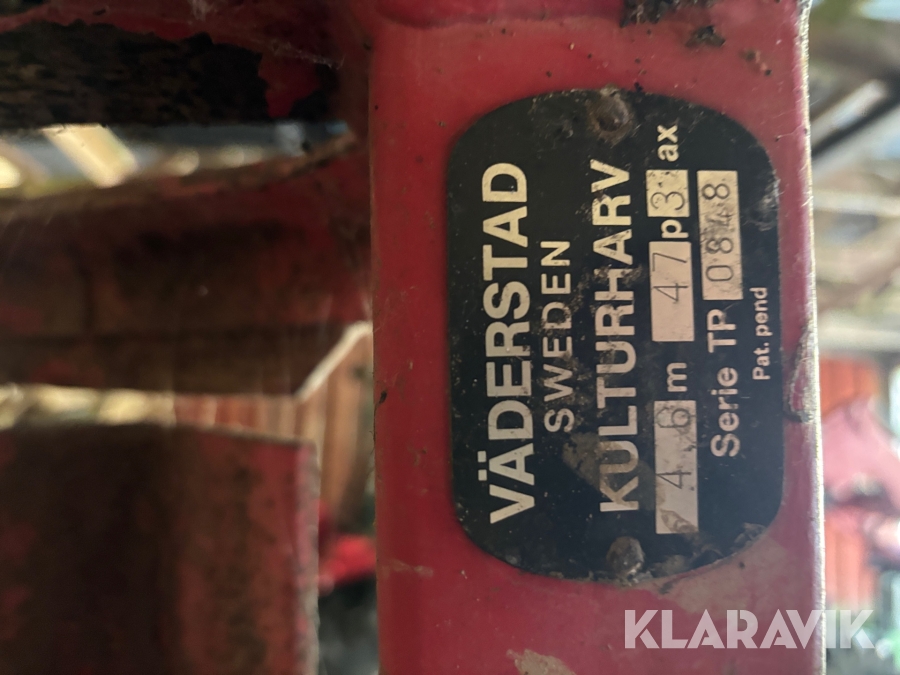 VÄDERSTAD
SWEDEN
KULTURHARV
4,6 m 47 p 3 ax
Serie TP 0848
Pat. pend
KLARAVIK